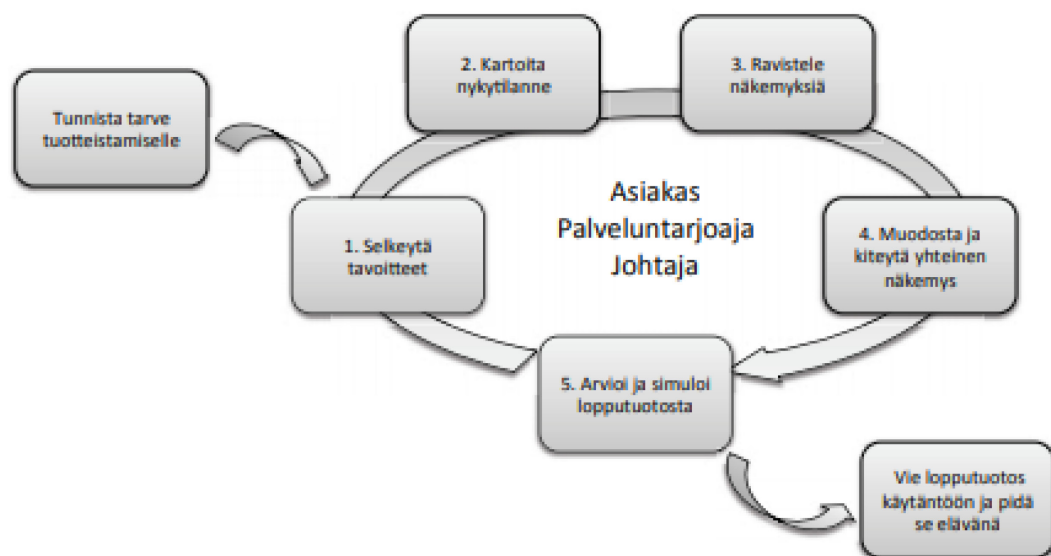 Tunnista tarve
tuotteistamiselle
1. Selkeytä
tavoitteet
2. Kartoita
nykytilanne
3. Ravistele
näkemyksiä
4. Muodosta ja
kiteytä yhteinen
näkemys
5. Arvioi ja simuloi
lopputuotosta
Vie lopputuotos
käytäntöön ja pidä
se elävänä
Asiakas
Palveluntarjoaja
Johtaja